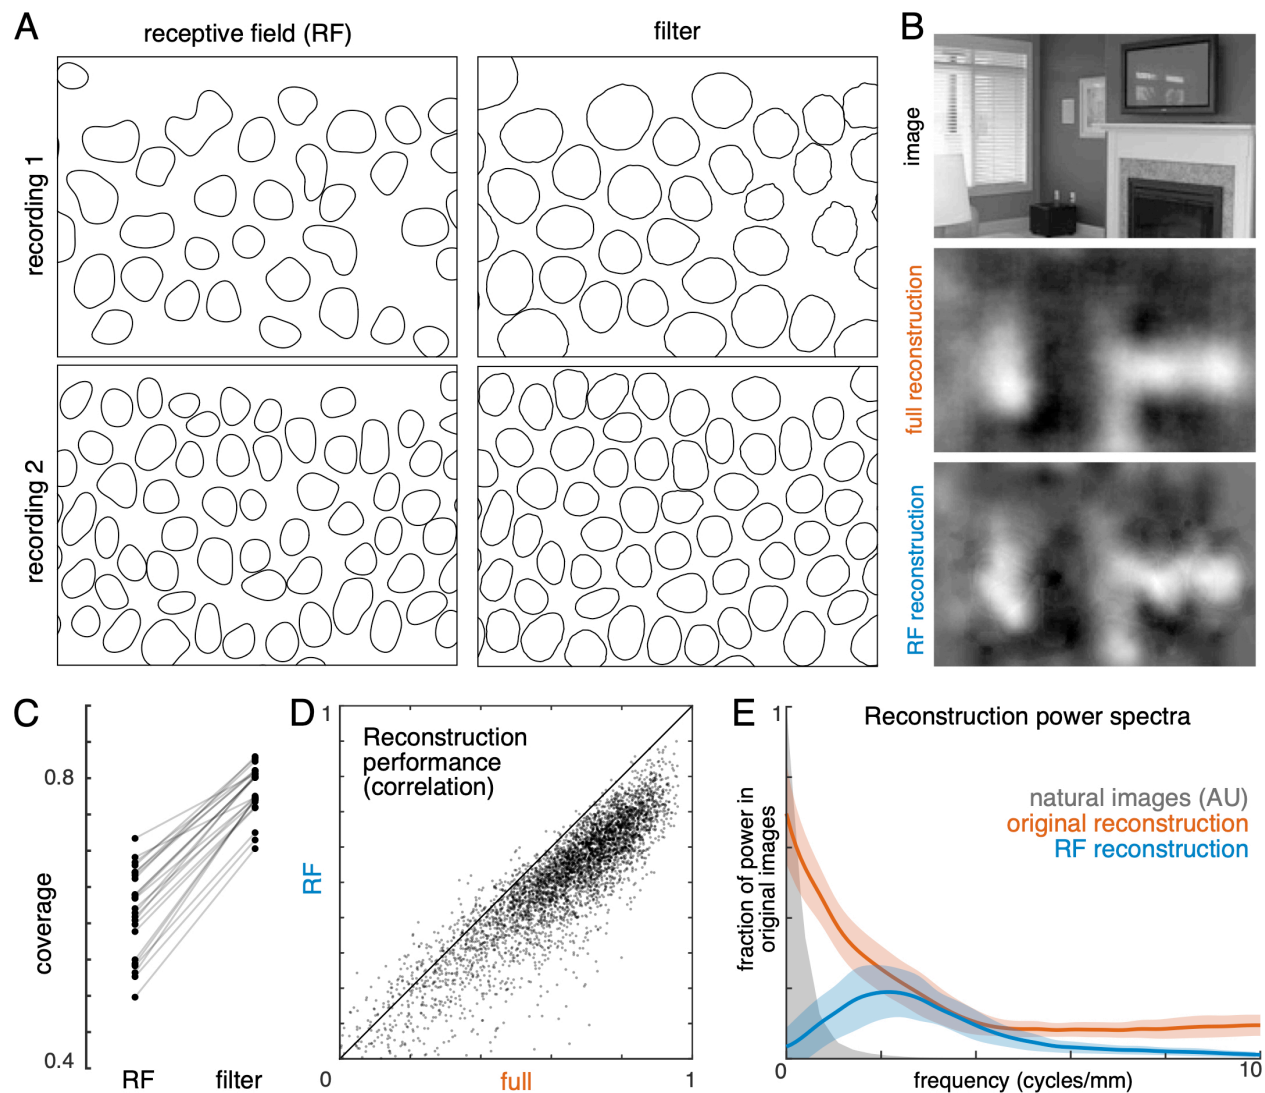 A
receptive field (RF)
filter
recording 1
recording 2
B
image
full reconstruction
RF reconstruction
C
coverage
0.8
0.4
RF
filter
D
1
Reconstruction
performance
(correlation)
RF
0
full
1
E
1
Reconstruction power spectra
fraction of power in
original images
natural images (AU)
original reconstruction
RF reconstruction
0
frequency (cycles/mm)
10